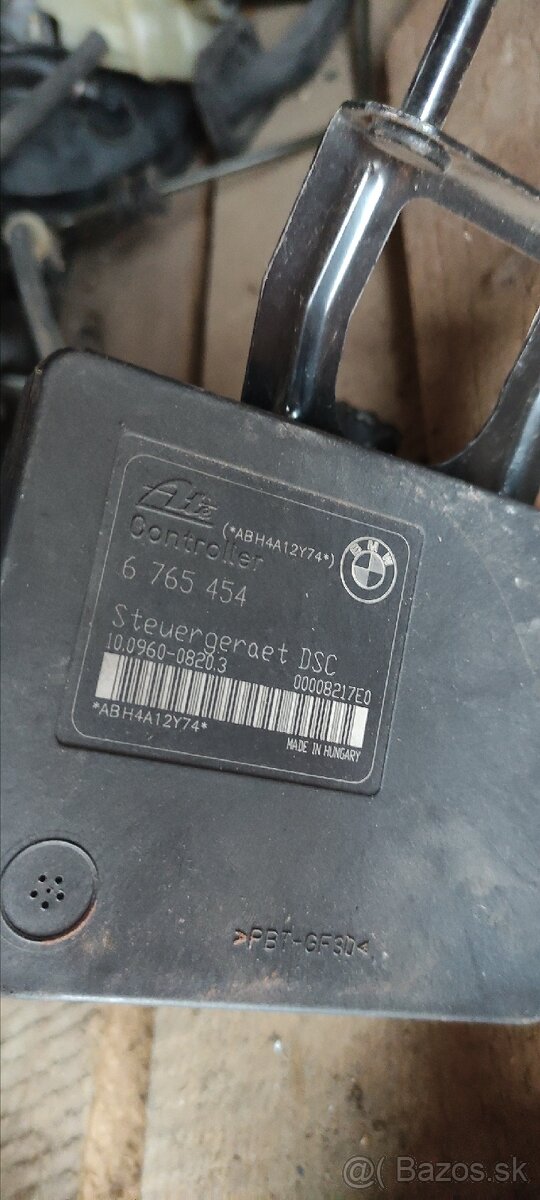 Ate
(*ABH4A12Y74*)
Controller
BMW
6 765 454
Steuergeraet DSC
10.0960-0820.3
00008217E0
*ABH4A12Y74*
MADE IN HUNGARY
>PBT-GF30<
@( Bazos.sk